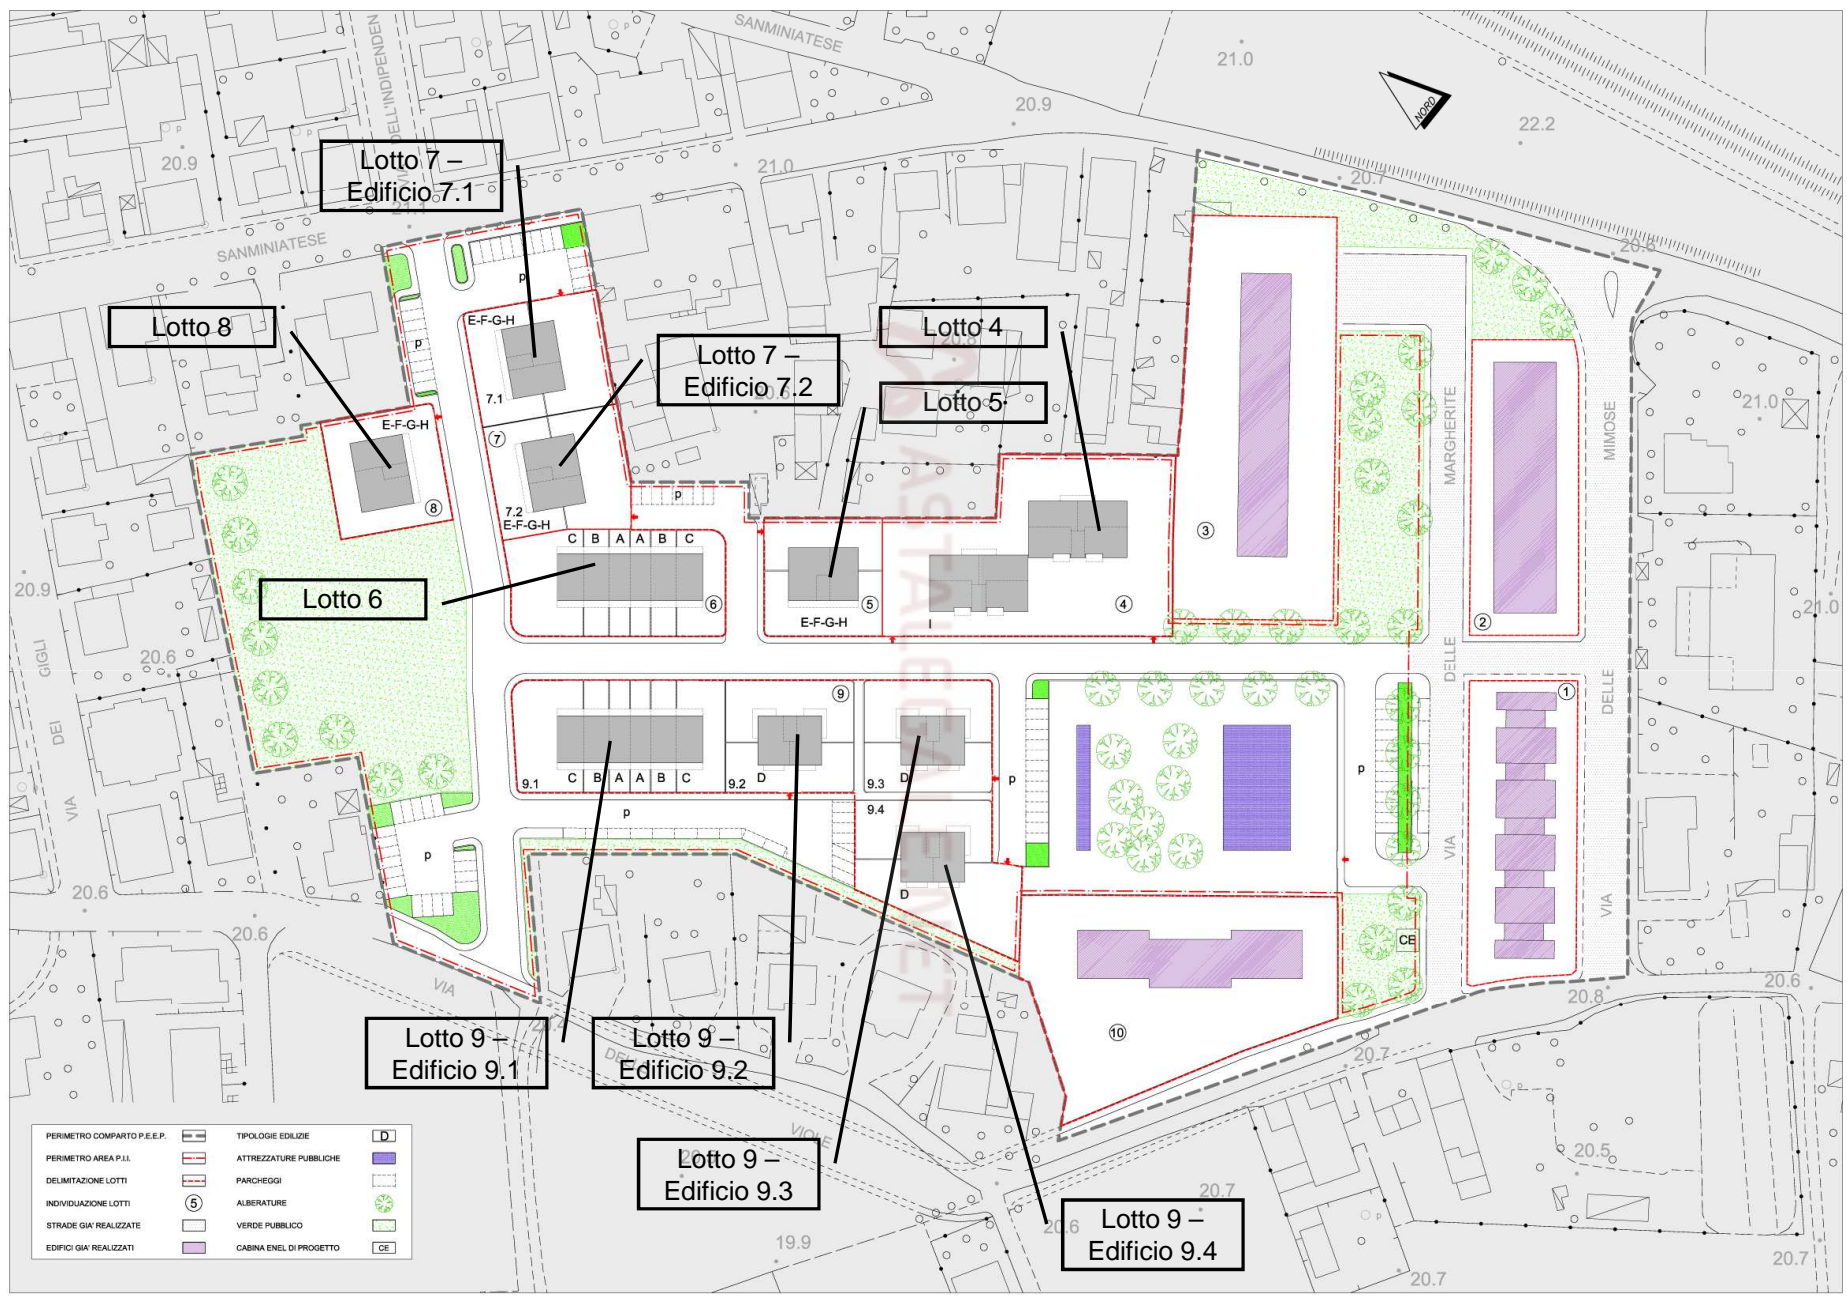 SANMINIATESE
VIA DELL'INDIPENDEN
21.0
20.9
22.2
NORD
20.9
21.0
20.7
Lotto 7 –
Edificio 7.1
21.1
SANMINIATESE
20.6
p
E-F-G-H
Lotto 8
p
Lotto 7 –
Edificio 7.2
Lotto 4
20.8
Lotto 5
7.1
MARGHERITE
MIMOSE
21.0
E-F-G-H
7
8
p
7.2
E-F-G-H
C B A A B C
3
20.9
Lotto 6
6
5
4
E-F-G-H
I
2
21.0
GIGLI
20.6
DELLE
DELLE
9
1
DEI
C B A A B C
9.1
9.2
D
9.3
D
p
p
VIA
p
9.4
p
VIA
D
20.6
20.6
CE
VIA
VIA
20.8
20.6
10
Lotto 9 –
Edificio 9.1
Lotto 9 –
Edificio 9.2
20.7
VIOLE
Lotto 9 –
Edificio 9.3
20.5
20.7
20.6
Lotto 9 –
Edificio 9.4
19.9
20.7
20.7
ASTALEGALE.NET
PERIMETRO COMPARTO P.E.E.P.
TIPOLOGIE EDILIZIE
D
PERIMETRO AREA P.I.I.
ATTREZZATURE PUBBLICHE
DELIMITAZIONE LOTTI
PARCHEGGI
INDIVIDUAZIONE LOTTI
5
ALBERATURE
STRADE GIA' REALIZZATE
VERDE PUBBLICO
EDIFICI GIA' REALIZZATI
CABINA ENEL DI PROGETTO
CE